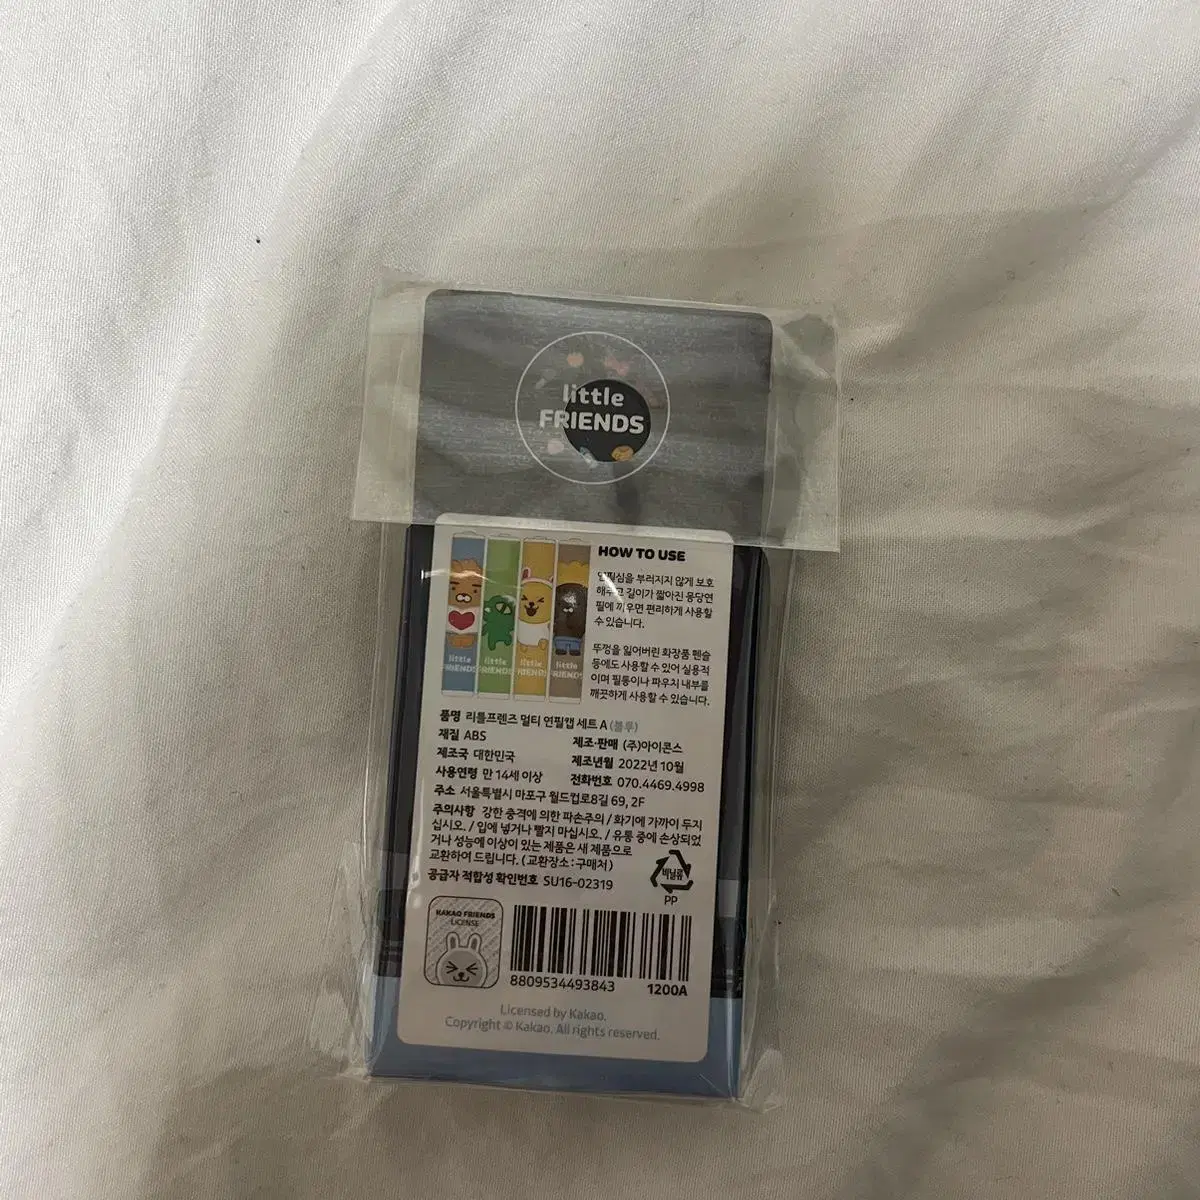 little
FRIENDS
HOW TO USE
연필심을 부러지지 않게 보호
해주고 길이가 짧아진 몽당연
필에 끼우면 편리하게 사용할
수 있습니다.
뚜껑을 잃어버린 화장품 펜슬
등에도 사용할 수 있어 실용적
이며 필통이나 파우치 내부를
깨끗하게 사용할 수 있습니다.
little
FRIENDS
little
FRIENDS
little
FRIENDS
little
FRIENDS
품명 리틀프렌즈 멀티 연필캡 세트 A (블루)
재질 ABS
제조·판매 (주)아이콘스
제조국 대한민국
제조년월 2022년 10월
사용연령 만 14세 이상
전화번호 070.4469.4998
주소 서울특별시 마포구 월드컵로8길 69, 2F
주의사항 강한 충격에 의한 파손주의 / 화기에 가까이 두지
십시오. / 입에 넣거나 빨지 마십시오. / 유통 중에 손상되었
거나 성능에 이상이 있는 제품은 새 제품으로
교환하여 드립니다. (교환장소 : 구매처)
공급자 적합성 확인번호 SU16-02319
비닐류
PP
KAKAO FRIENDS
LICENSE
8809534493843
1200A
Licensed by Kakao.
Copyright © Kakao. All rights reserved.